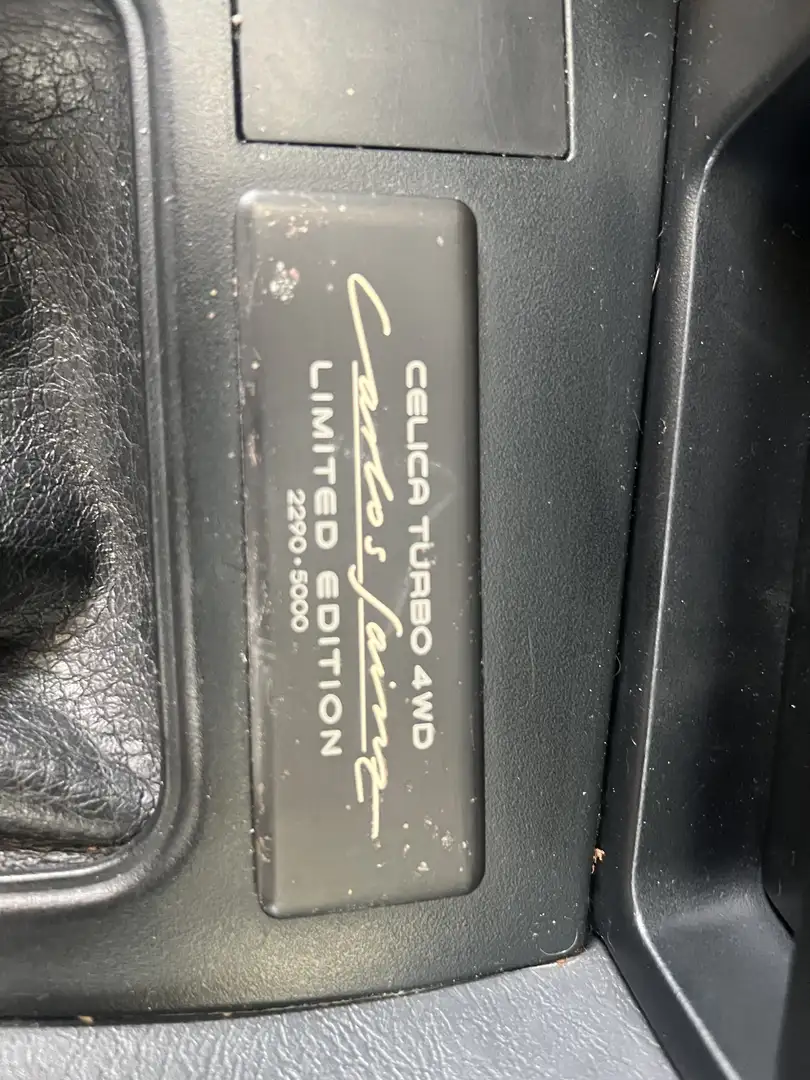 CELICA TURBO 4WD
Carlos Sainz
LIMITED EDITION
2290·5000